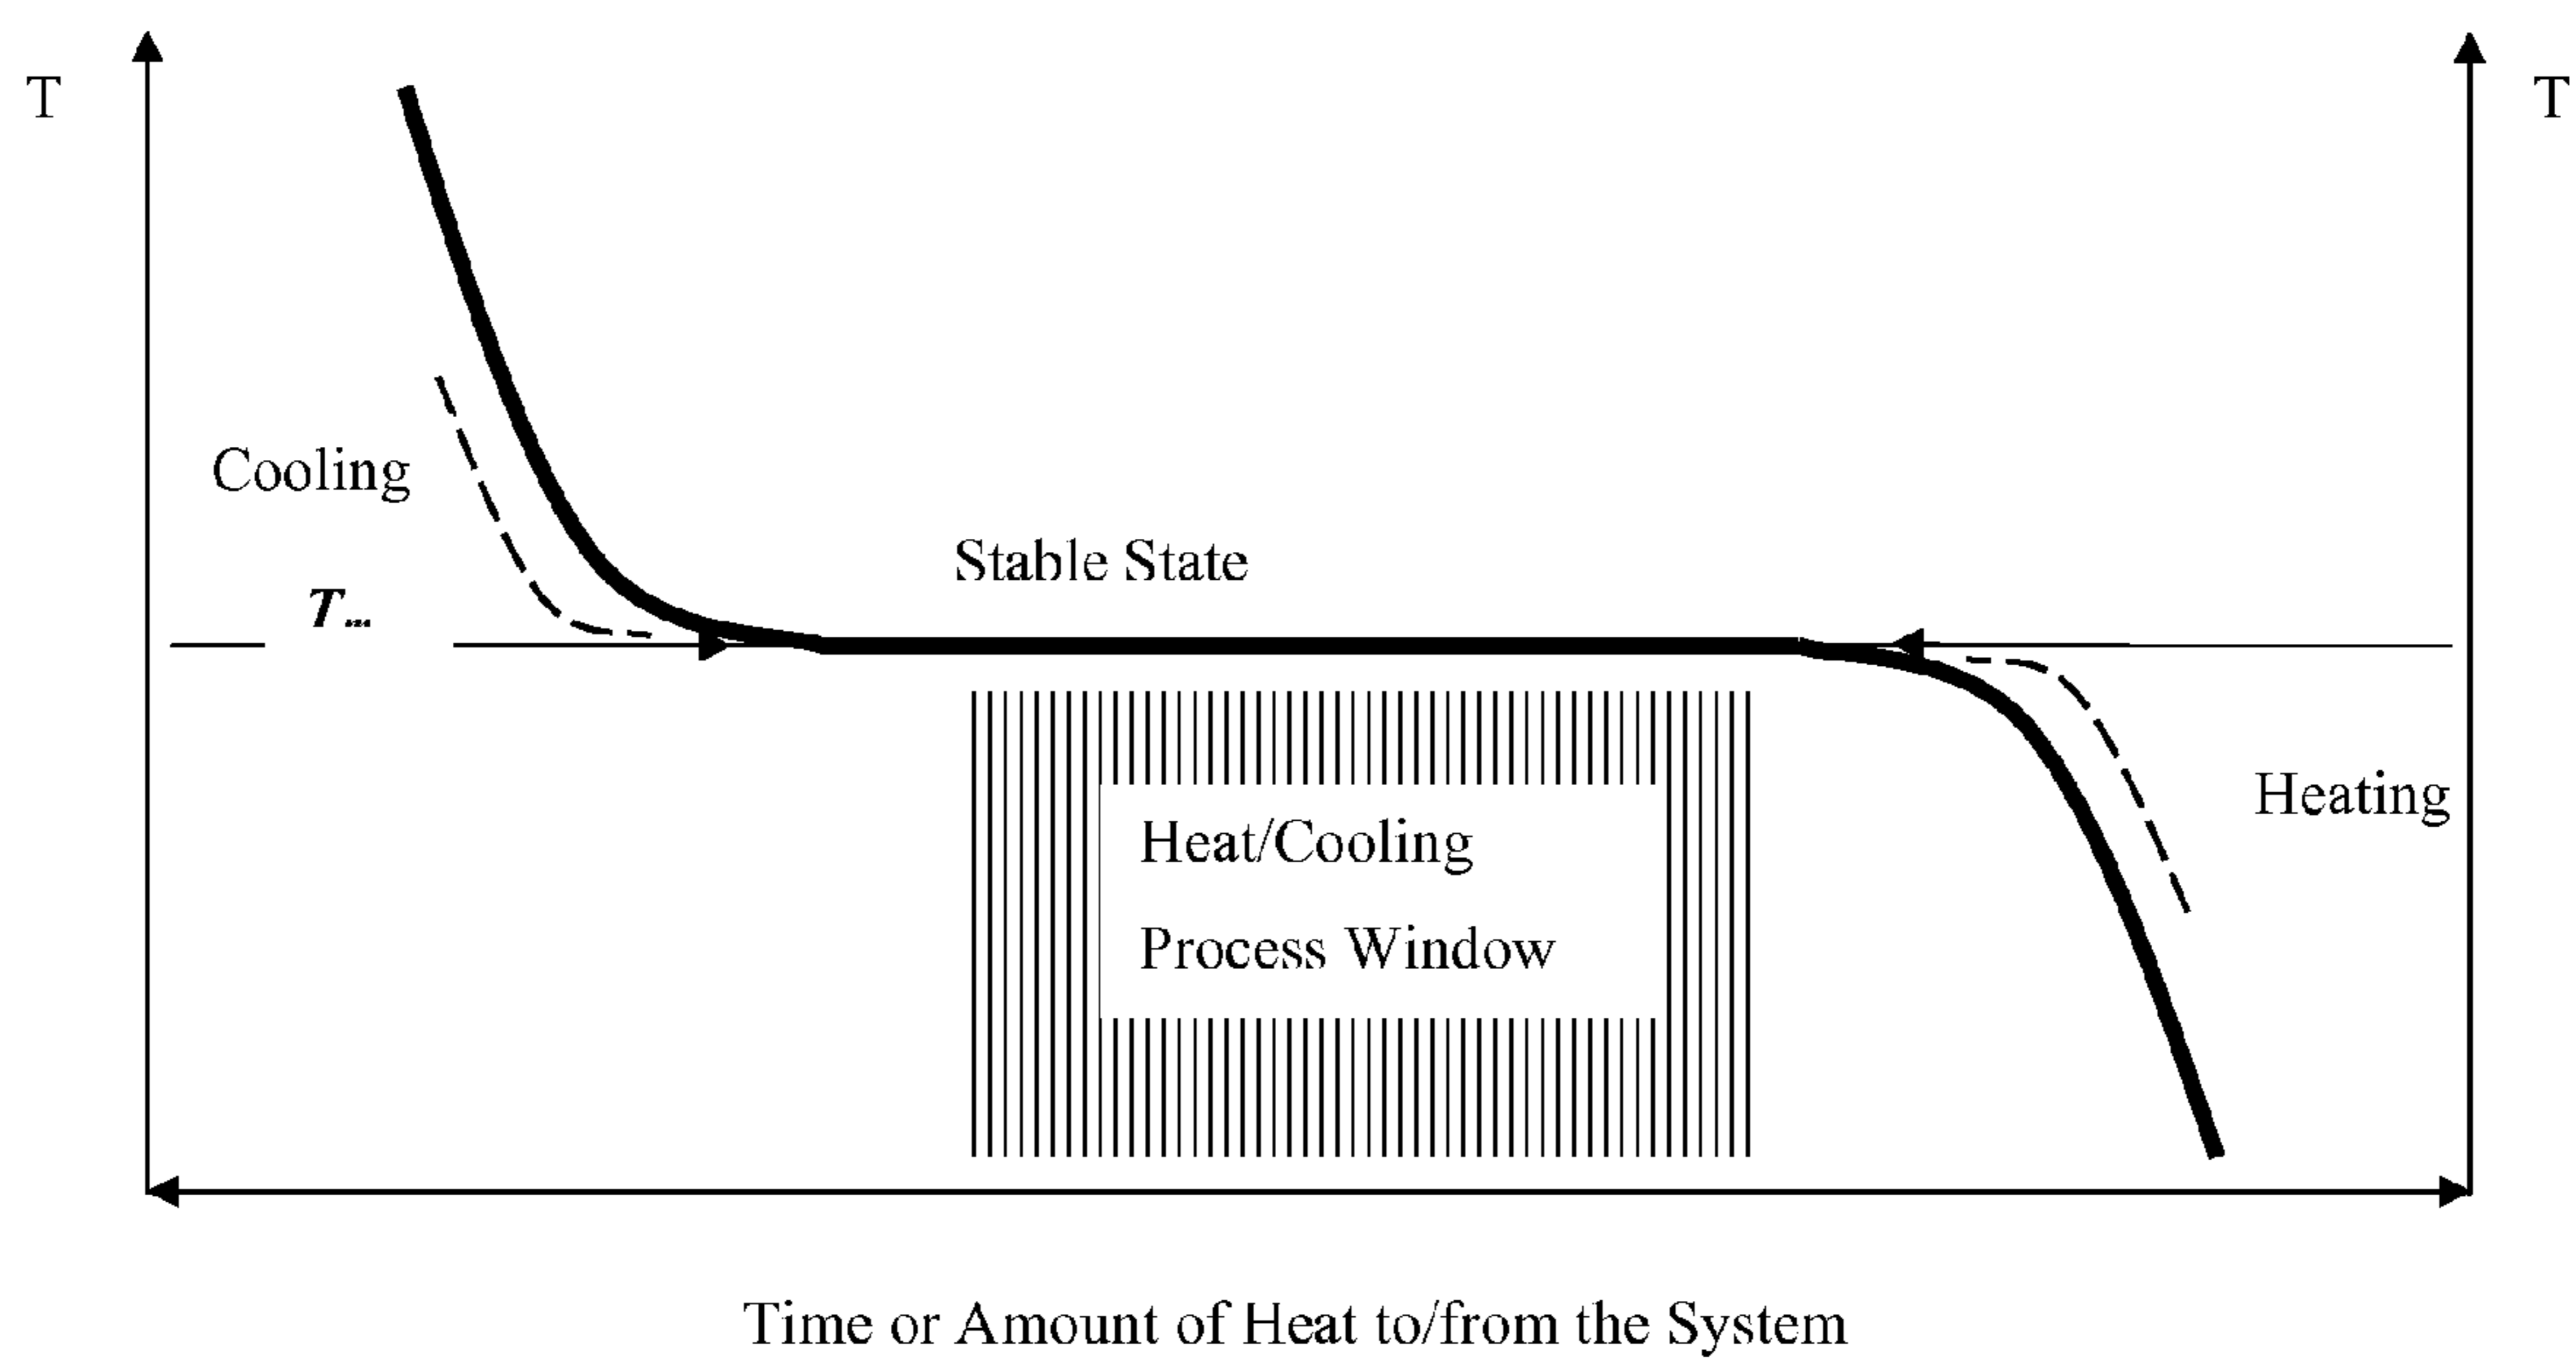 T
T
Cooling
Stable State
Tm
Heating
Heat/Cooling
Process Window
Time or Amount of Heat to/from the System